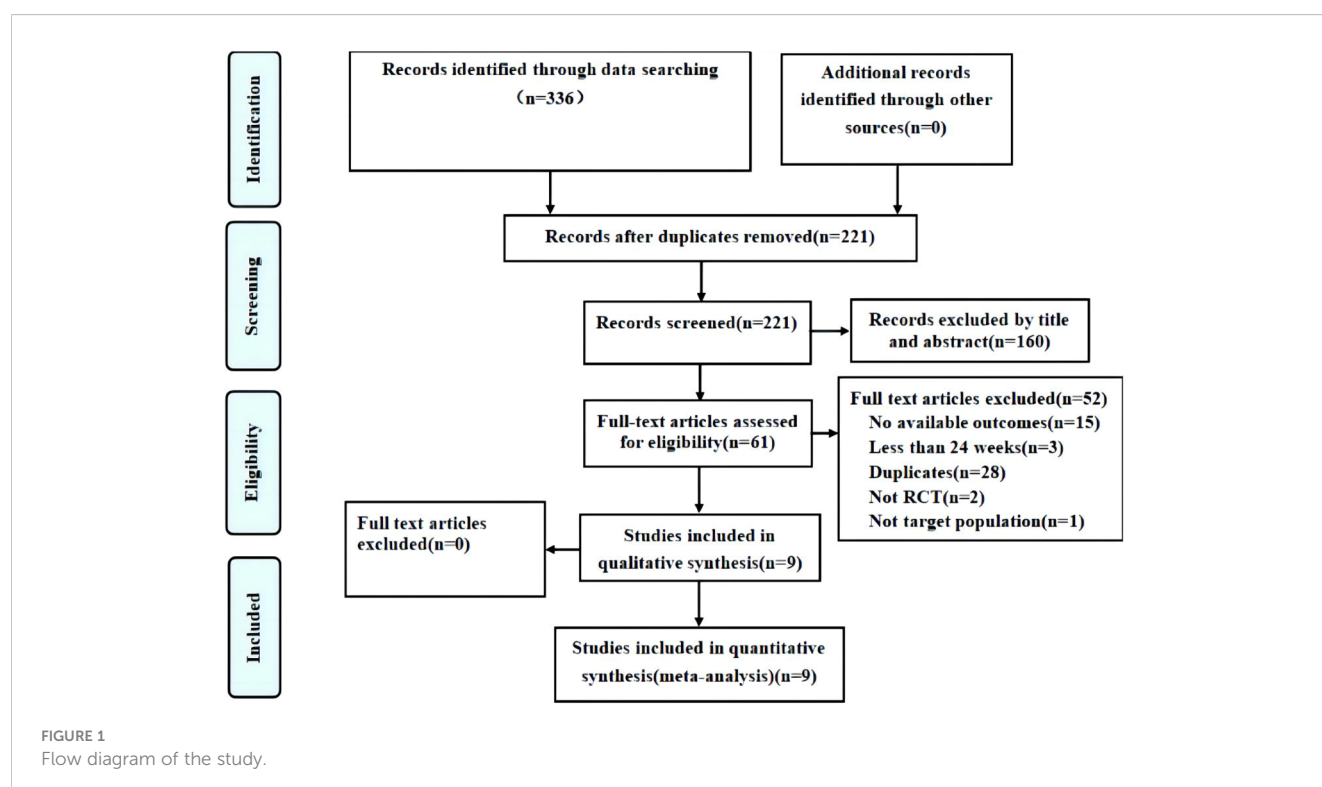 Identification
Records identified through data searching
（n=336）
Additional records
identified through other
sources(n=0)
Screening
Records after duplicates removed(n=221)
Records screened(n=221)
Records excluded by title
and abstract(n=160)
Eligibility
Full-text articles assessed
for eligibility(n=61)
Full text articles excluded(n=52)
No available outcomes(n=15)
Less than 24 weeks(n=3)
Duplicates(n=28)
Not RCT(n=2)
Not target population(n=1)
Full text articles
excluded(n=0)
Studies included in
qualitative synthesis(n=9)
Included
Studies included in quantitative
synthesis(meta-analysis)(n=9)
FIGURE 1
Flow diagram of the study.